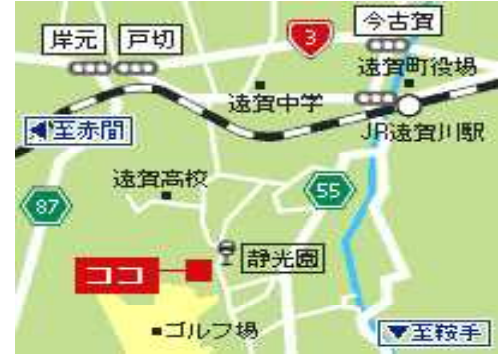 今古賀
3
岸元
戸切
遠賀町役場
遠賀中学
◀至赤間
JR遠賀川駅
遠賀高校
87
55
静光園
ココ
■ゴルフ場
▼至鞍手